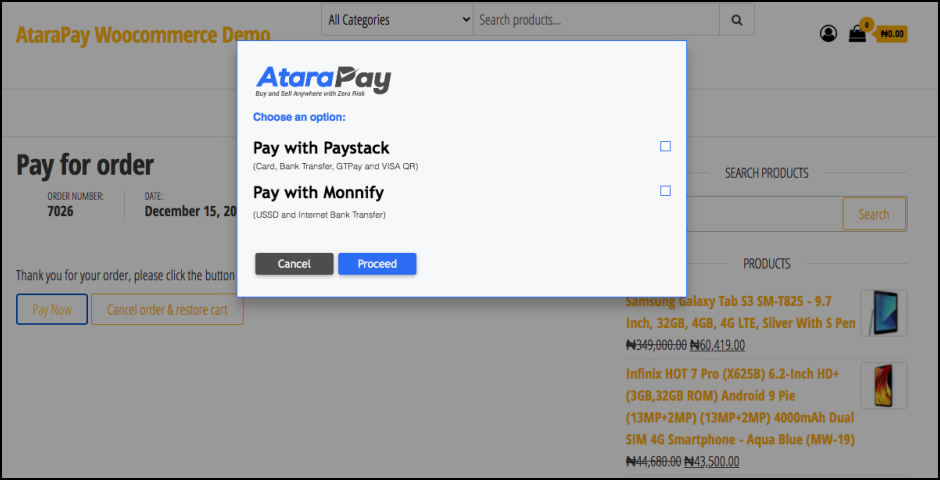 AtaraPay Woocommerce Demo
All Categories
Search products...
0
₦0.00
AtaraPay
Buy and Sell Anywhere with Zero Risk
Choose an option:
Pay with Paystack
(Card, Bank Transfer, GTPay and VISA QR)
Pay with Monnify
(USSD and Internet Bank Transfer)
Cancel
Proceed
Pay for order
ORDER NUMBER:
7026
DATE:
December 15, 20
Thank you for your order, please click the button
Pay Now
Cancel order & restore cart
SEARCH PRODUCTS
Search
PRODUCTS
Samsung Galaxy Tab S3 SM-T825 - 9.7
Inch, 32GB, 4GB, 4G LTE, Silver With S Pen
₦349,000.00 ₦60,419.00
Infinix HOT 7 Pro (X625B) 6.2-Inch HD+
(3GB,32GB ROM) Android 9 Pie
(13MP+2MP) (13MP+2MP) 4000mAh Dual
SIM 4G Smartphone - Aqua Blue (MW-19)
₦44,680.00 ₦43,500.00